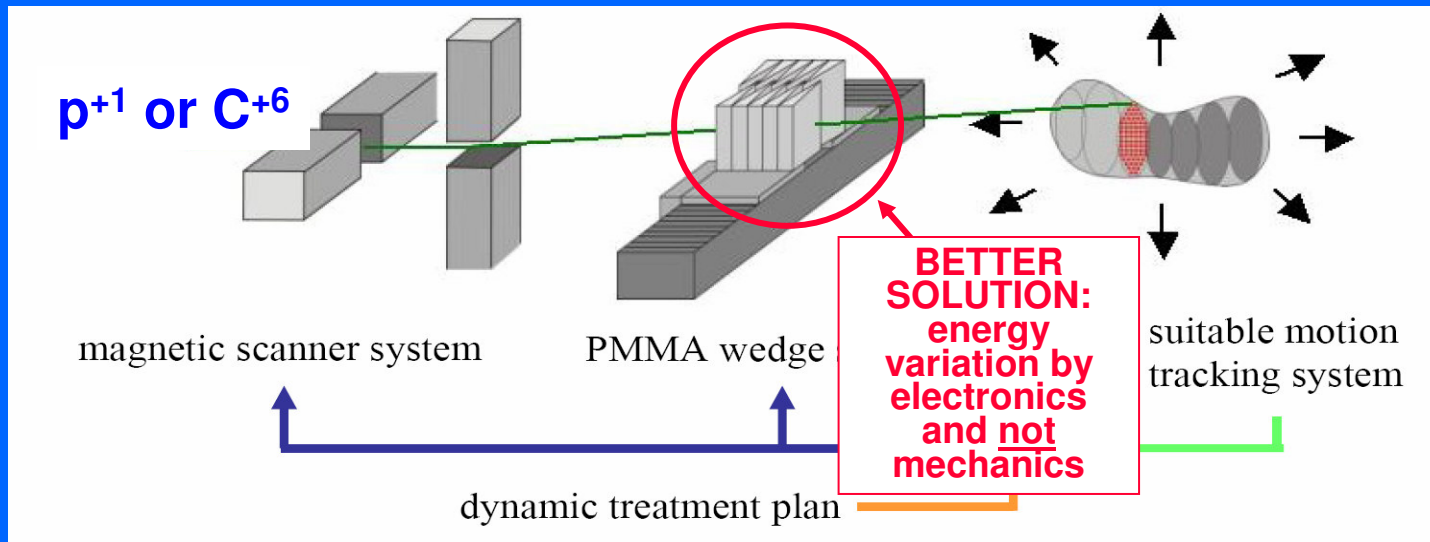 p+1 or C+6
magnetic scanner system
PMMA wedge
BETTER
SOLUTION:
energy
variation by
electronics
and not
mechanics
suitable motion
tracking system
dynamic treatment plan